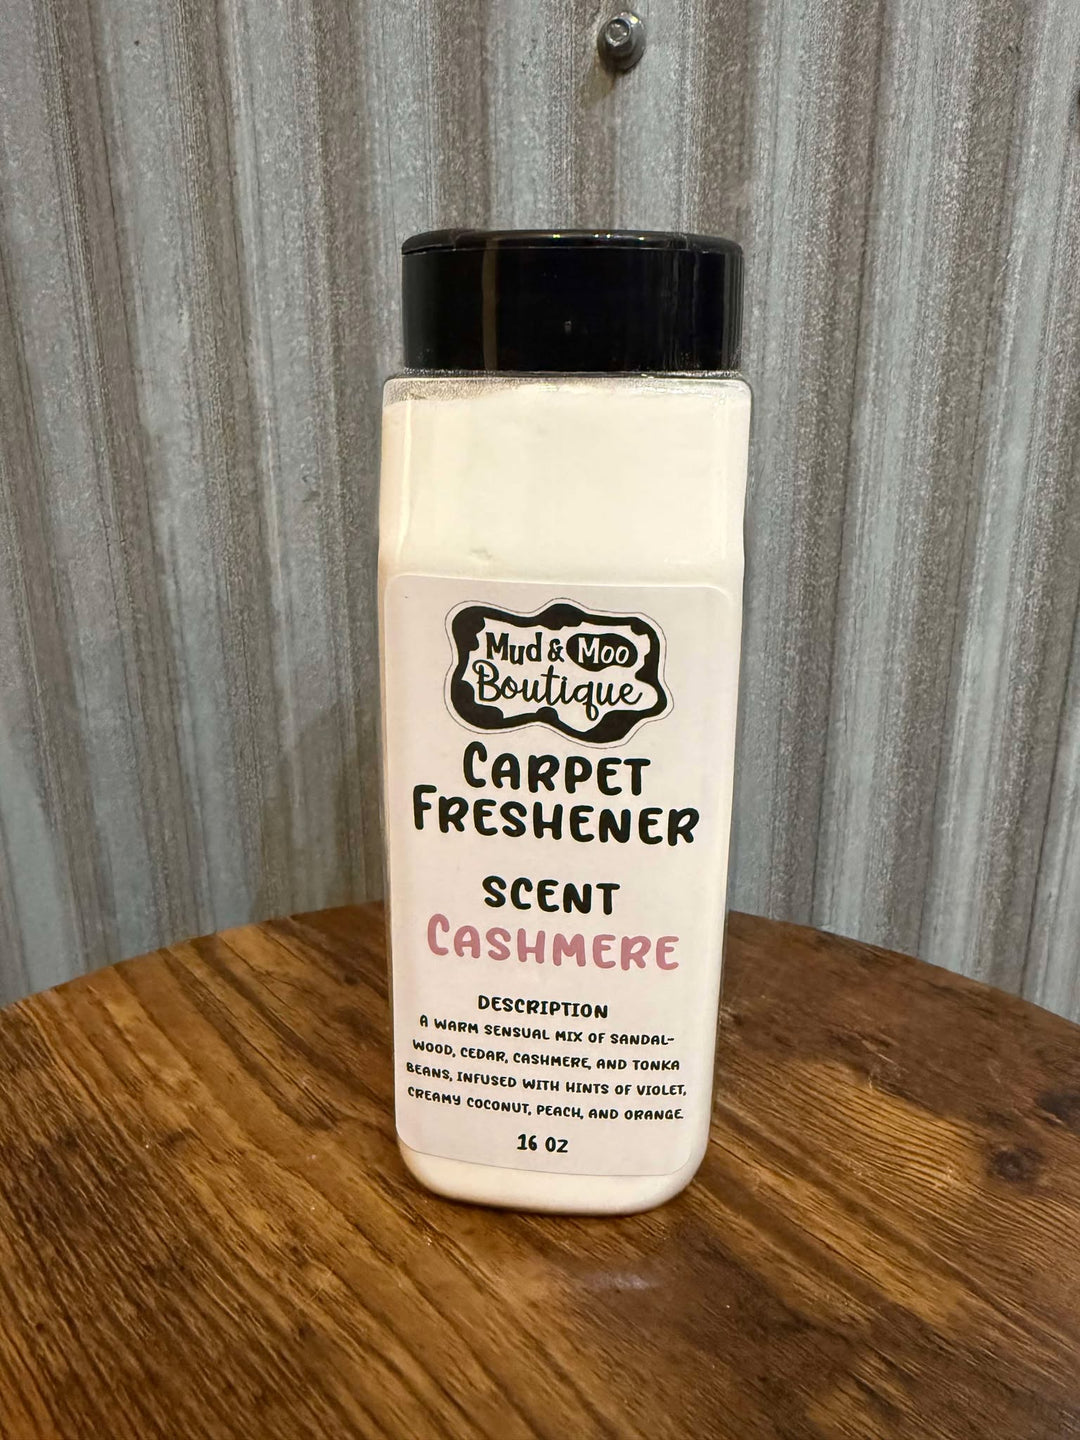 Mud & Moo
Boutique
CARPET
FRESHENER
SCENT
CASHMERE
DESCRIPTION
A WARM SENSUAL MIX OF SANDAL-
WOOD, CEDAR, CASHMERE, AND TONKA
BEANS, INFUSED WITH HINTS OF VIOLET,
CREAMY COCONUT, PEACH, AND ORANGE.
16 OZ